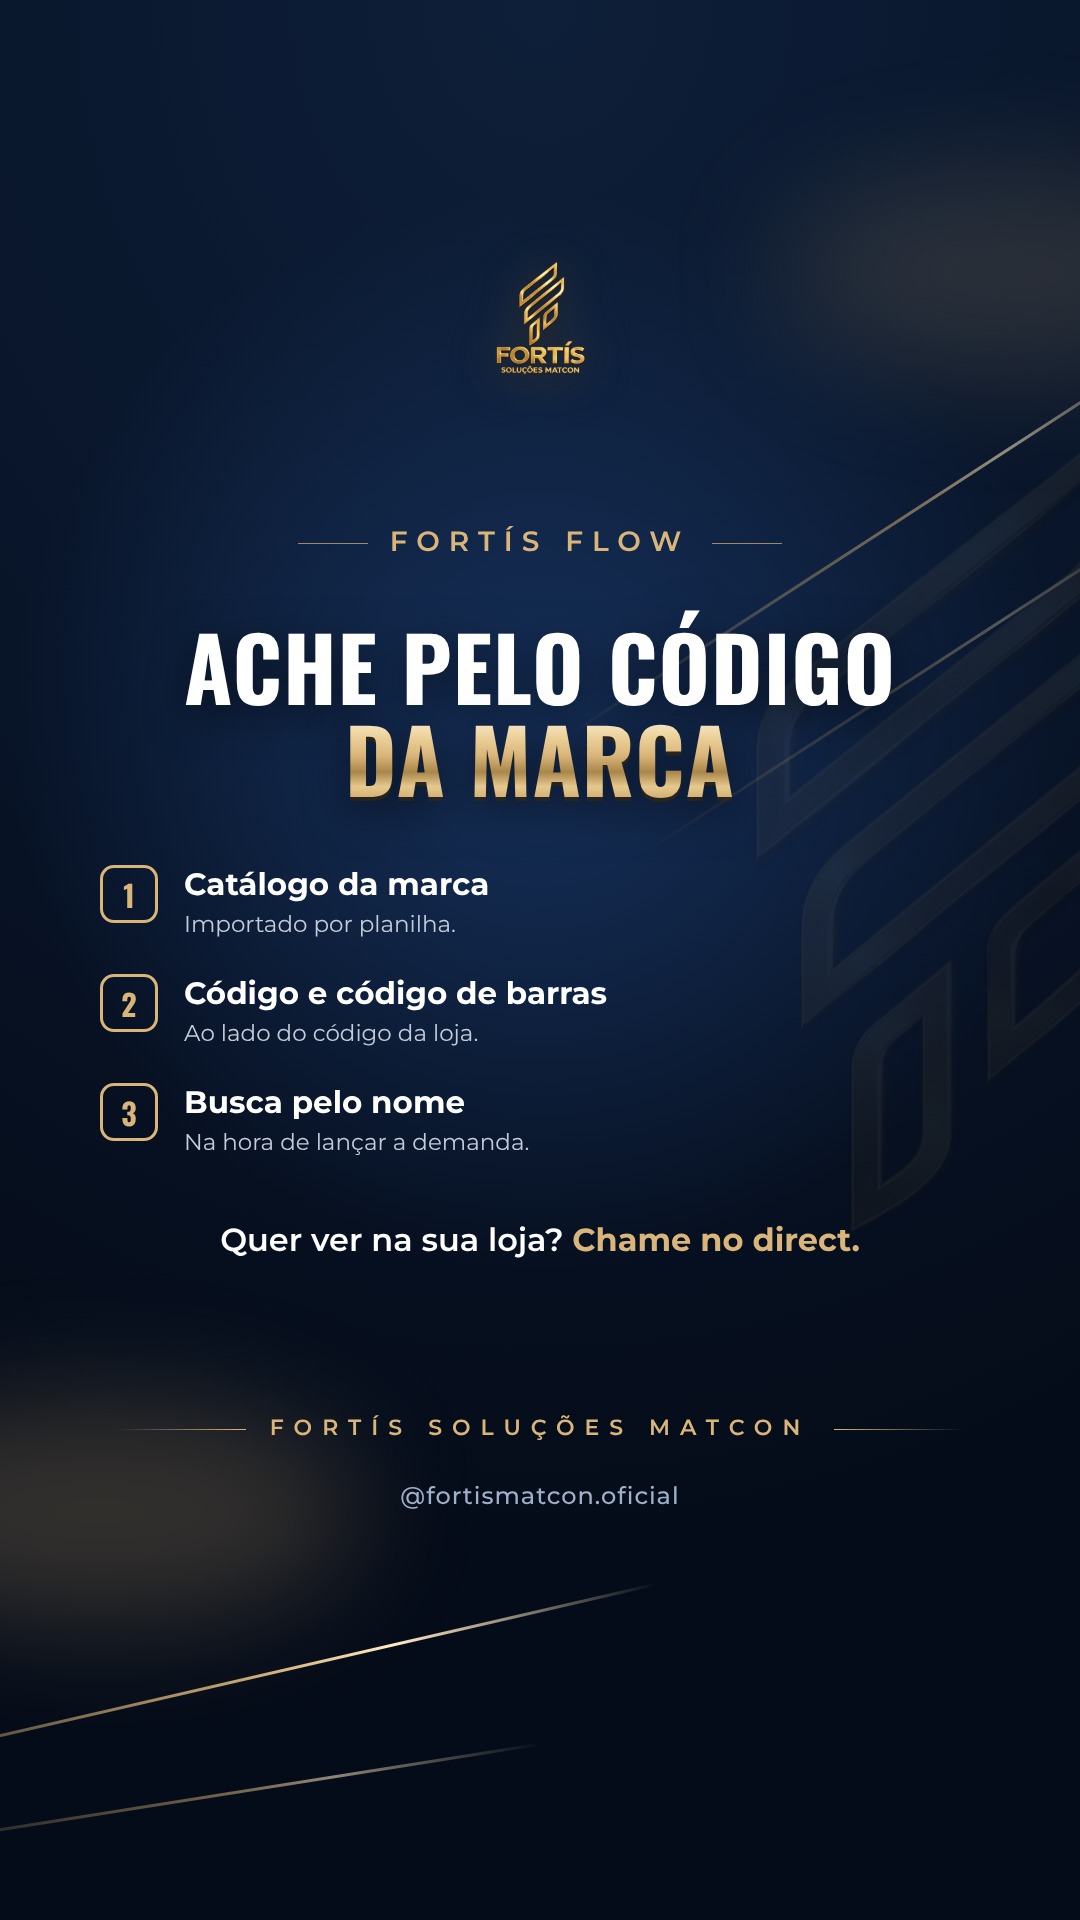 FORTÍS
SOLUÇÕES MATCON
FORTÍS FLOW
ACHE PELO CÓDIGO
DA MARCA
1
Catálogo da marca
Importado por planilha.
2
Código e código de barras
Ao lado do código da loja.
3
Busca pelo nome
Na hora de lançar a demanda.
Quer ver na sua loja? Chame no direct.
FORTÍS SOLUÇÕES MATCON
@fortismatcon.oficial